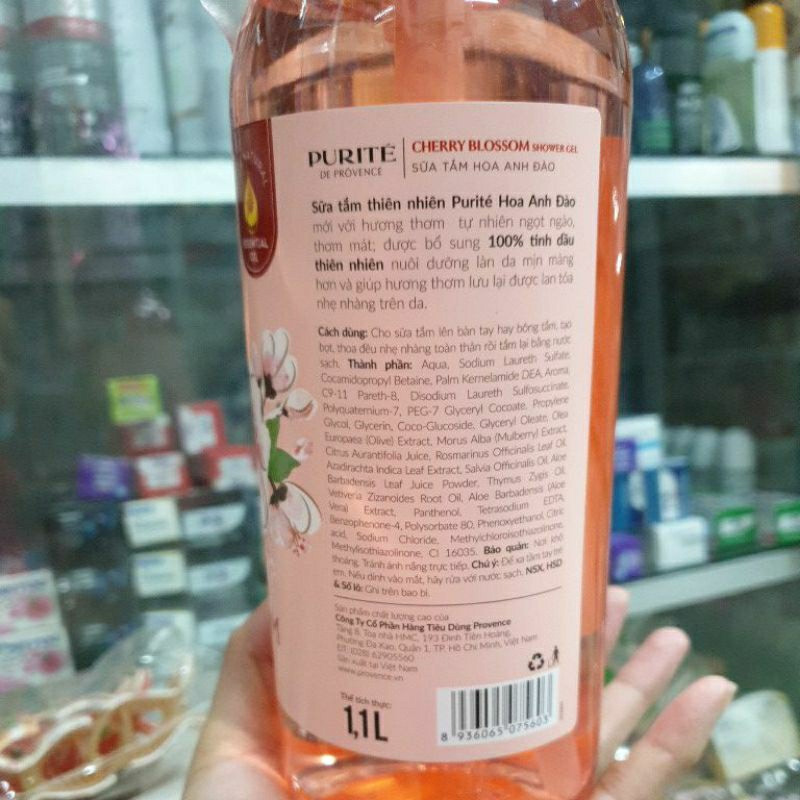 PURITÉ
DE PRÔVENCE
CHERRY BLOSSOM SHOWER GEL
SỮA TẮM HOA ANH ĐÀO
ESSENTIAL
OIL
Sữa tắm thiên nhiên Purité Hoa Anh Đào
mới với hương thơm tự nhiên ngọt ngào,
thơm mát; được bổ sung 100% tinh dầu
thiên nhiên nuôi dưỡng làn da mịn màng
hơn và giúp hương thơm lưu lại được lan tỏa
nhẹ nhàng trên da.
Cách dùng: Cho sữa tắm lên bàn tay hay bông tắm, tạo
bọt, thoa đều nhẹ nhàng toàn thân rồi tắm lại bằng nước
sạch. Thành phần: Aqua, Sodium Laureth Sulfate,
Cocamidopropyl Betaine, Palm Kernelamide DEA, Aroma,
C9-11 Pareth-8, Disodium Laureth Sulfosuccinate,
Polyquaternium-7, PEG-7 Glyceryl Cocoate, Propylene
Glycol, Glycerin, Coco-Glucoside, Glyceryl Oleate, Olea
Europaea (Olive) Extract, Morus Alba (Mulberry) Extract,
Citrus Aurantifolia Juice, Rosmarinus Officinalis Leaf Oil,
Azadirachta Indica Leaf Extract, Salvia Officinalis Oil, Aloe
Barbadensis Leaf Juice Powder, Thymus Zygis Oil,
Vetiveria Zizanoides Root Oil, Aloe Barbadensis (Aloe
Vera) Extract, Panthenol, Tetrasodium EDTA,
Benzophenone-4, Polysorbate 80, Phenoxyethanol, Citric
acid, Sodium Chloride, Methylchloroisothiazolinone,
Methylisothiazolinone, CI 16035. Bảo quản: Nơi khô
thoáng. Tránh ánh nắng trực tiếp. Chú ý: Để xa tầm tay trẻ
em. Nếu dính vào mắt, hãy rửa với nước sạch. NSX, HSD
& Số lô: Ghi trên bao bì.
Sản phẩm chất lượng cao của
Công Ty Cổ Phần Hàng Tiêu Dùng Provence
Tầng 8, Tòa nhà HMC, 193 Đinh Tiên Hoàng,
Phường Đa Kao, Quận 1, TP. Hồ Chí Minh, Việt Nam
ĐT: (028) 62905560
Sản xuất tại Việt Nam
www.provence.vn
Thể tích thực:
1,1L
8 936065 075603